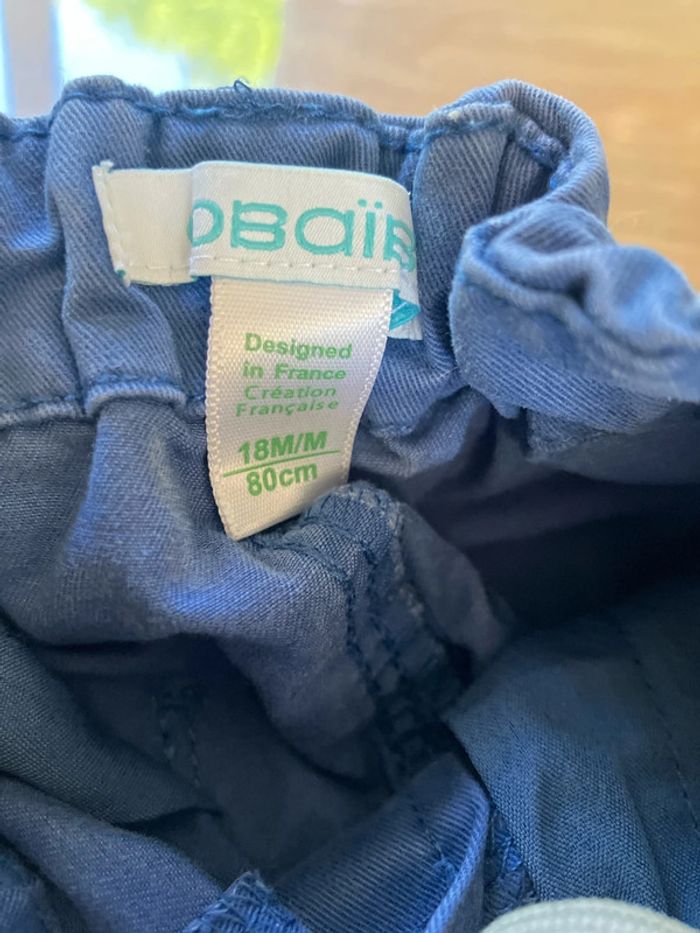 oBaïB
Designed
in France
Création
Française
18M/M
80cm